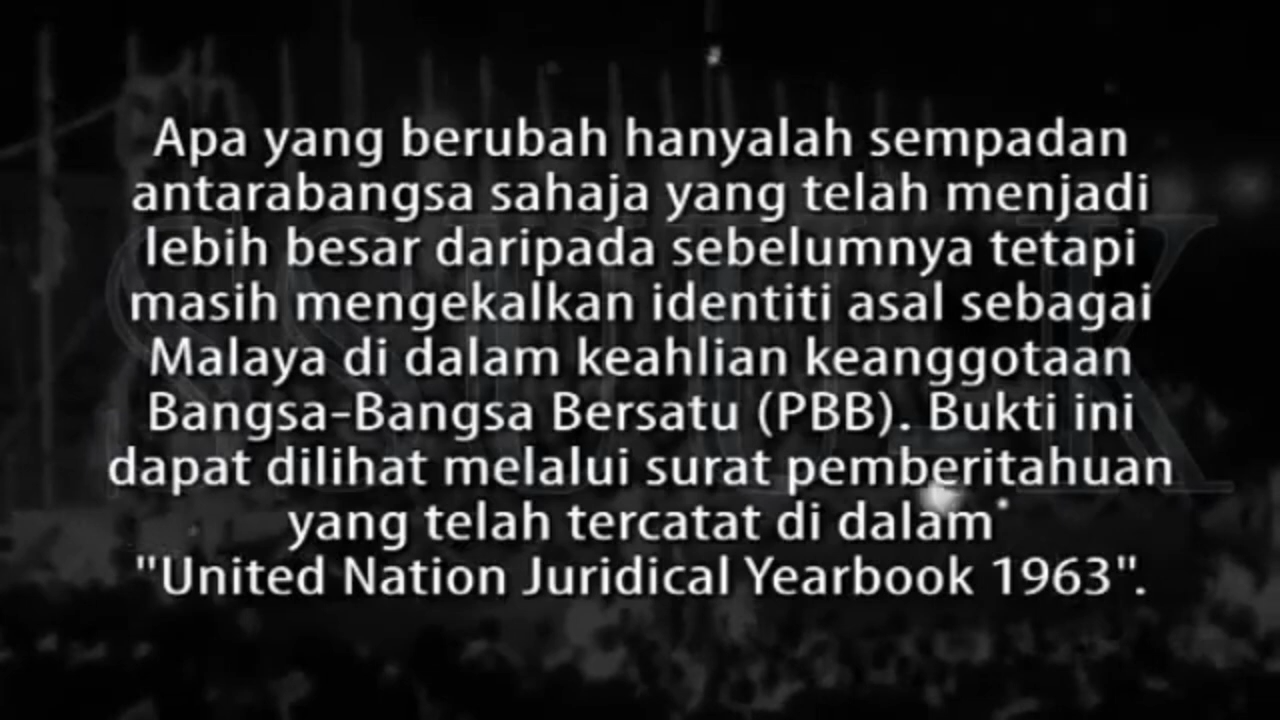 Apa yang berubah hanyalah sempadan
antarabangsa sahaja yang telah menjadi
lebih besar daripada sebelumnya tetapi
masih mengekalkan identiti asal sebagai
Malaya di dalam keahlian keanggotaan
Bangsa-Bangsa Bersatu (PBB). Bukti ini
dapat dilihat melalui surat pemberitahuan
yang telah tercatat di dalam
"United Nation Juridical Yearbook 1963".